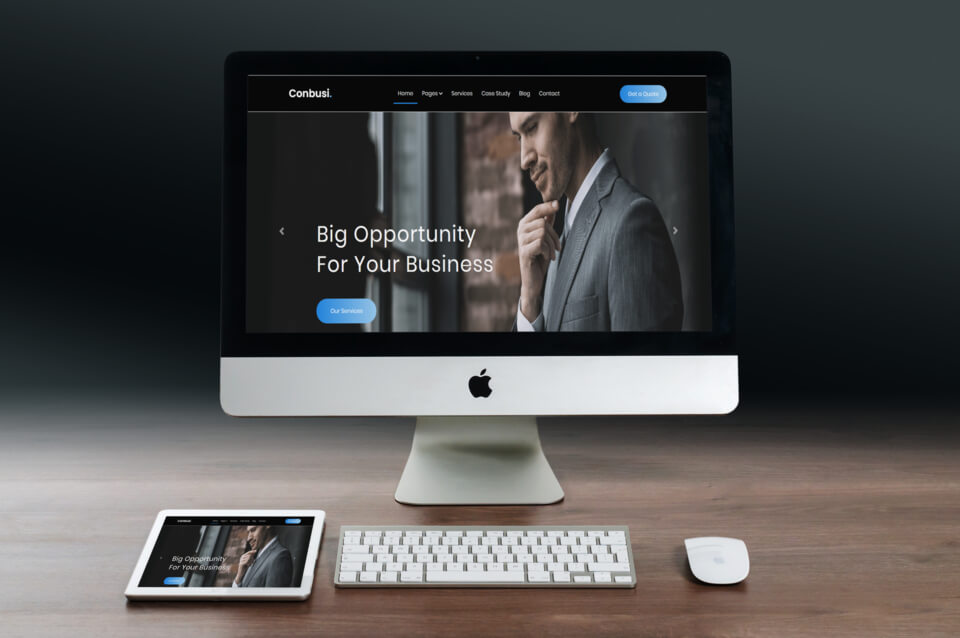 Conbusi.
Home Pages Services Case Study Blog Contact
Get a Quote
Big Opportunity
For Your Business
Our Services
Big Opportunity
For Your Business